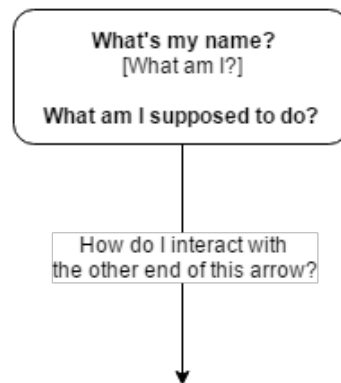 What's my name?
[What am I?]
What am I supposed to do?
How do I interact with
the other end of this arrow?